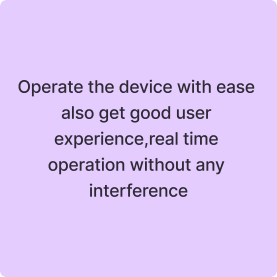 Operate the device with ease
also get good user
experience,real time
operation without any
interference